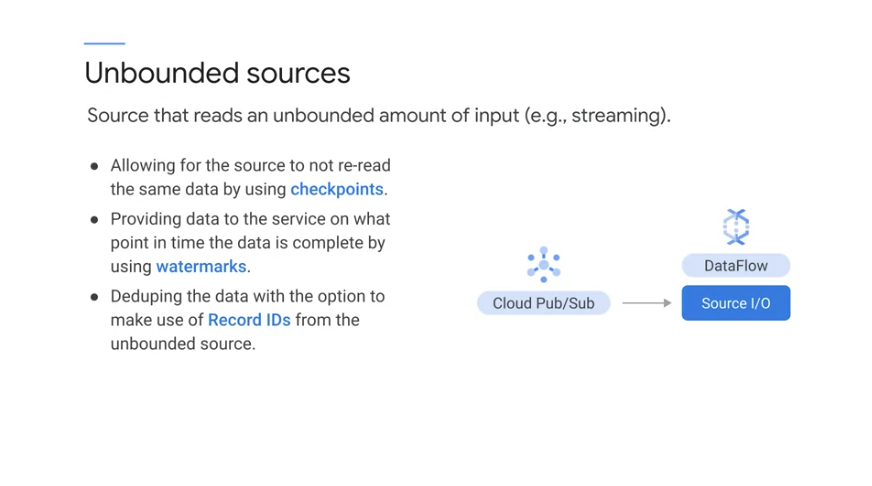 Unbounded sources
Source that reads an unbounded amount of input (e.g., streaming).
● Allowing for the source to not re-read
the same data by using checkpoints.
● Providing data to the service on what
point in time the data is complete by
using watermarks.
● Deduping the data with the option to
make use of Record IDs from the
unbounded source.
Cloud Pub/Sub
DataFlow
Source I/O